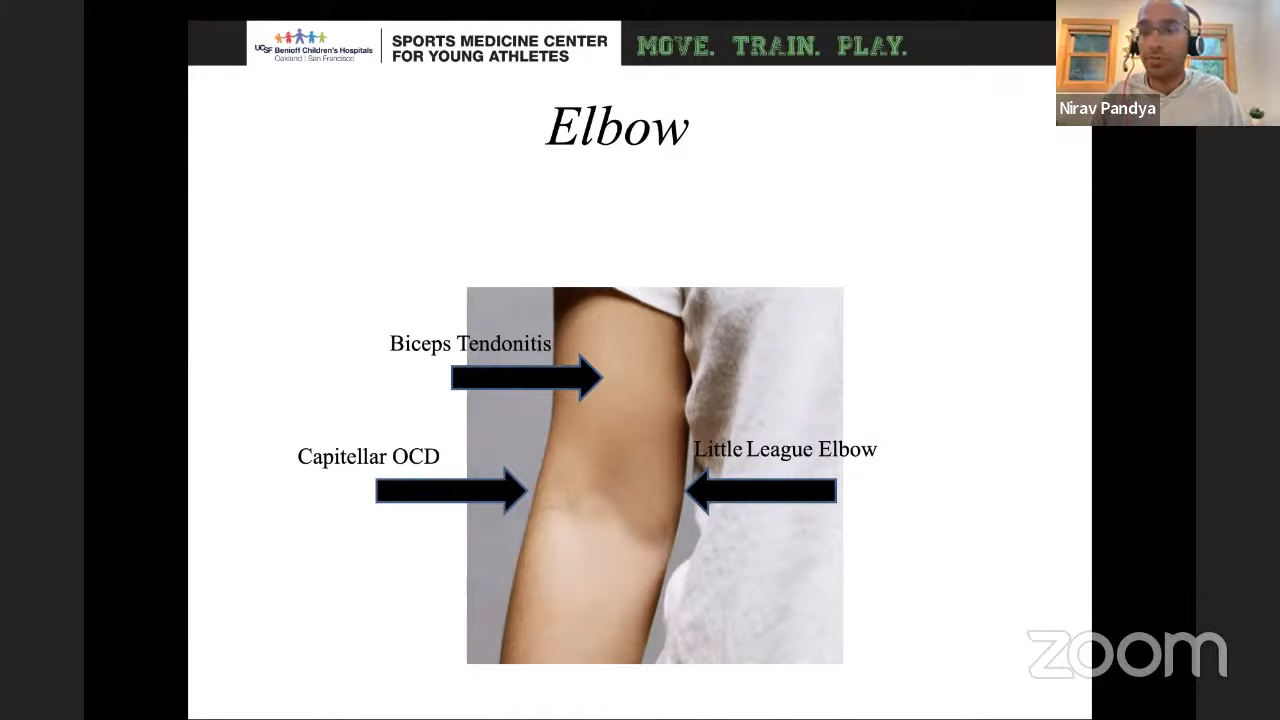 UCSF Benioff Children's Hospitals
Oakland | San Francisco
SPORTS MEDICINE CENTER
FOR YOUNG ATHLETES
MOVE. TRAIN. PLAY.
Nirav Pandya
Elbow
Biceps Tendonitis
Capitellar OCD
Little League Elbow
zoom